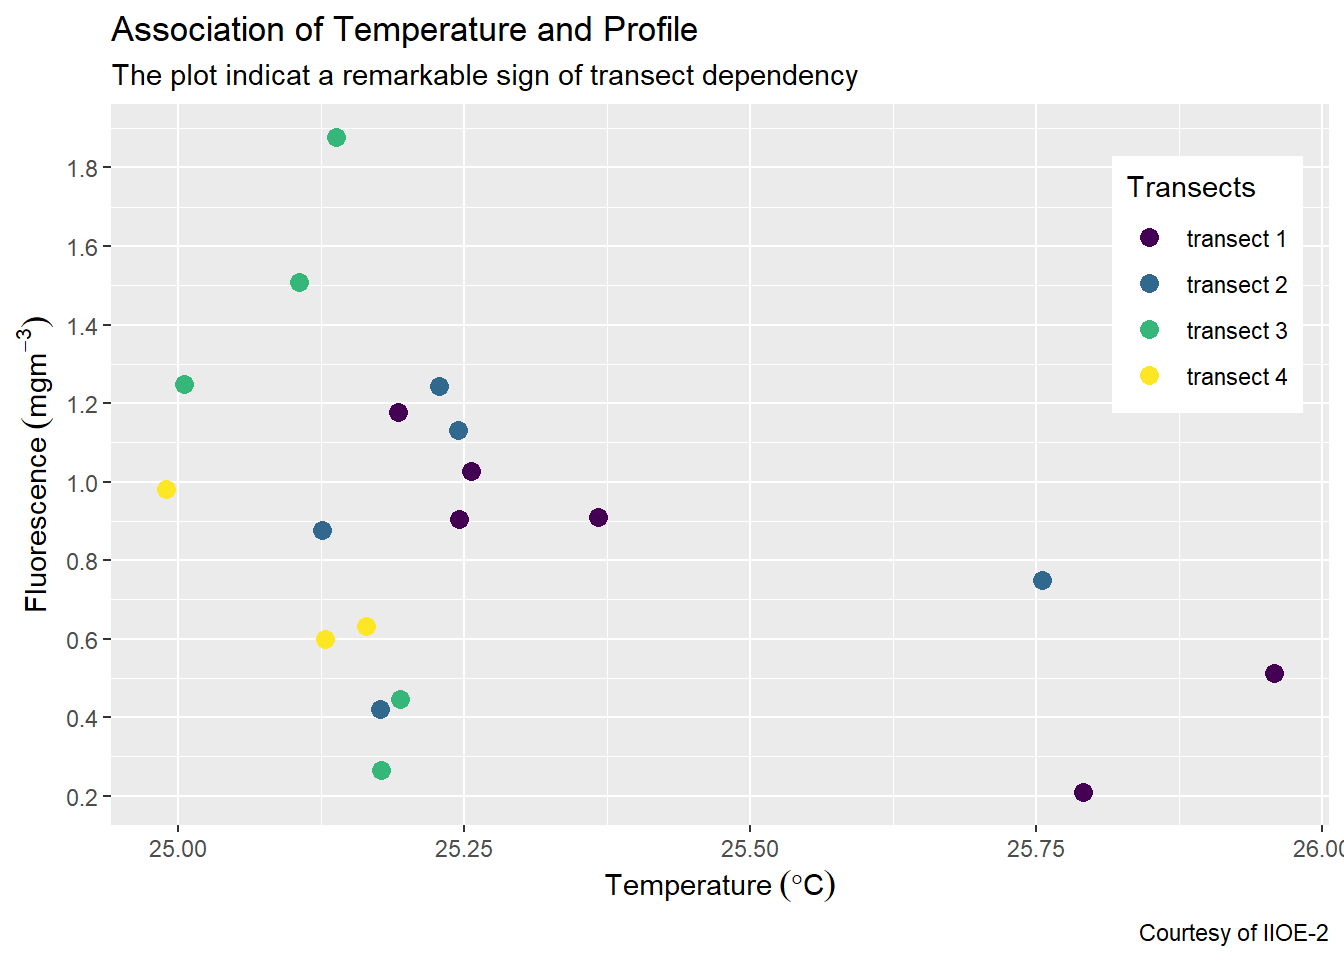 Association of Temperature and Profile
The plot indicat a remarkable sign of transect dependency
Fluorescence (mgm⁻³)
1.8
1.6
1.4
1.2
1.0
0.8
0.6
0.4
0.2
Transects
transect 1
transect 2
transect 3
transect 4
25.00 25.25 25.50 25.75 26.00
Temperature (°C)
Courtesy of IIOE-2